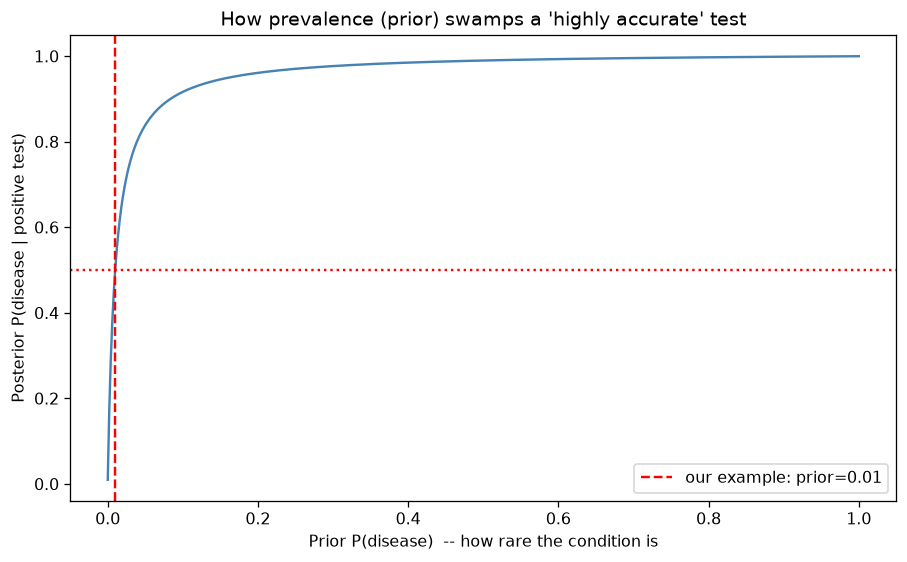 How prevalence (prior) swamps a 'highly accurate' test
Posterior P(disease | positive test)
1.0
0.8
0.6
0.4
0.2
0.0
our example: prior=0.01
0.0 0.2 0.4 0.6 0.8 1.0
Prior P(disease)  -- how rare the condition is